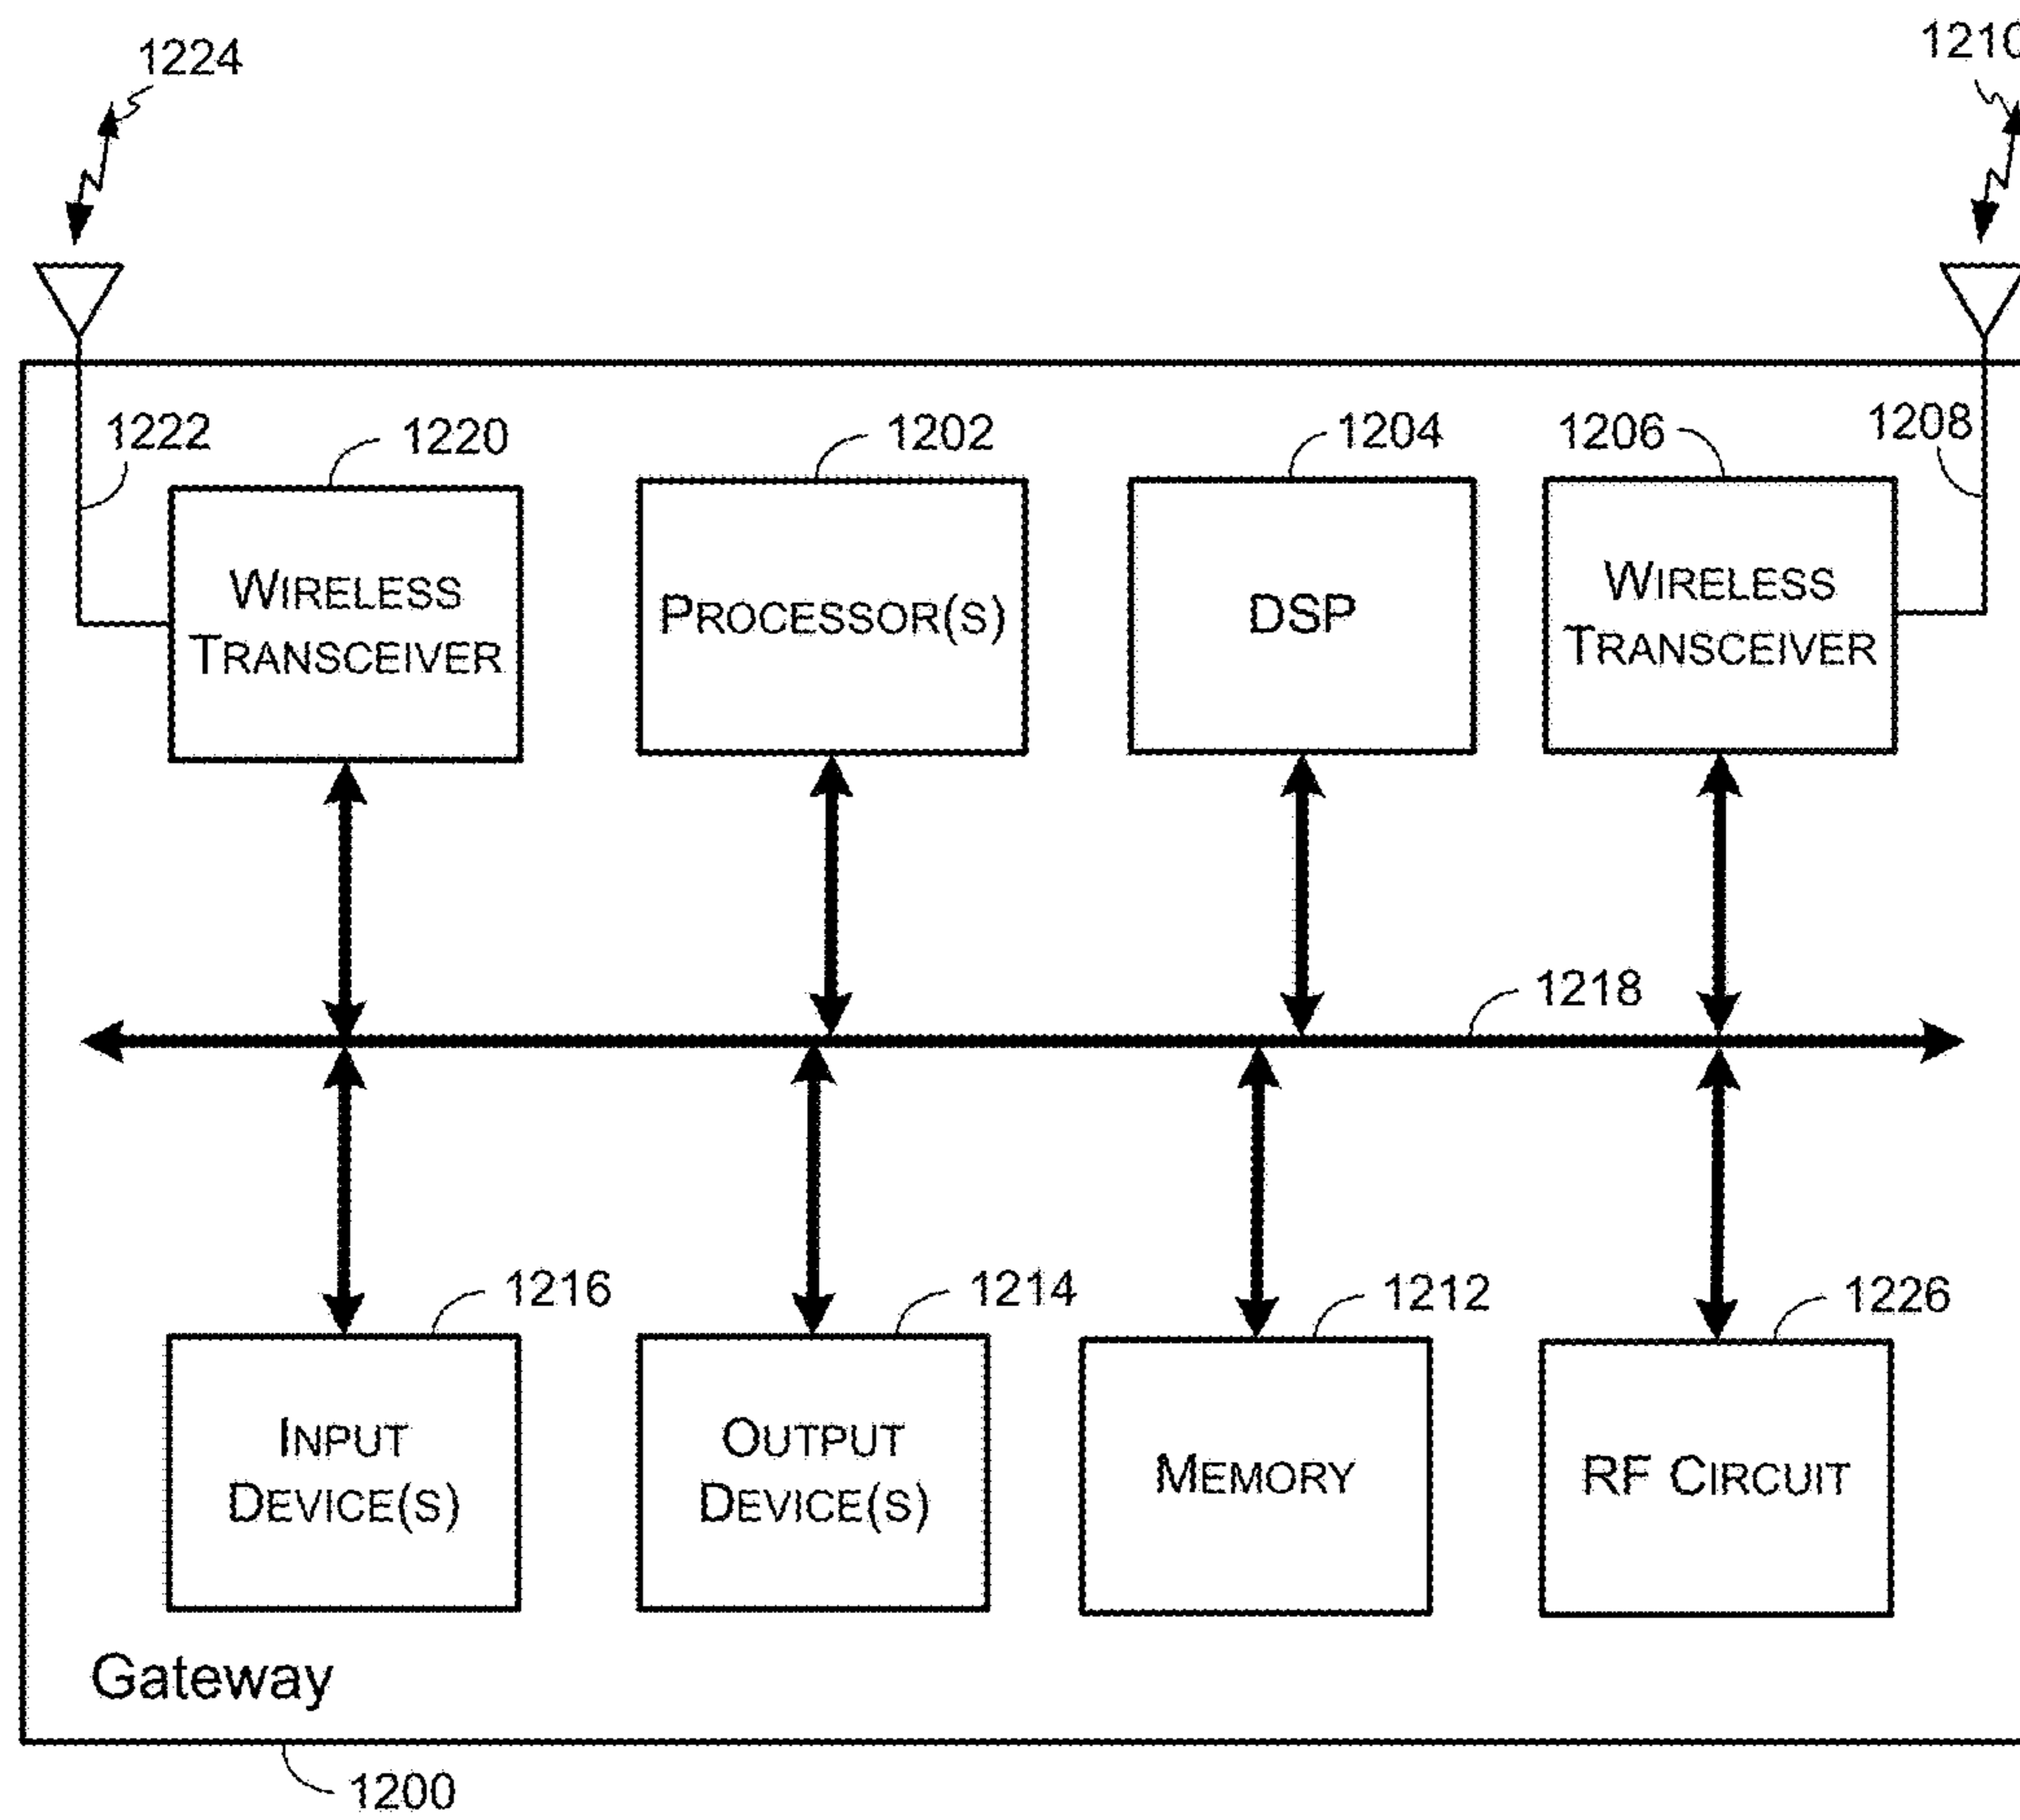 1224
1210
1222
1220
1202
1204
1206
1208
WIRELESS
TRANSCEIVER
PROCESSOR(S)
DSP
WIRELESS
TRANSCEIVER
1218
1216
1214
1212
1226
INPUT
DEVICE(S)
OUTPUT
DEVICE(S)
MEMORY
RF CIRCUIT
Gateway
1200